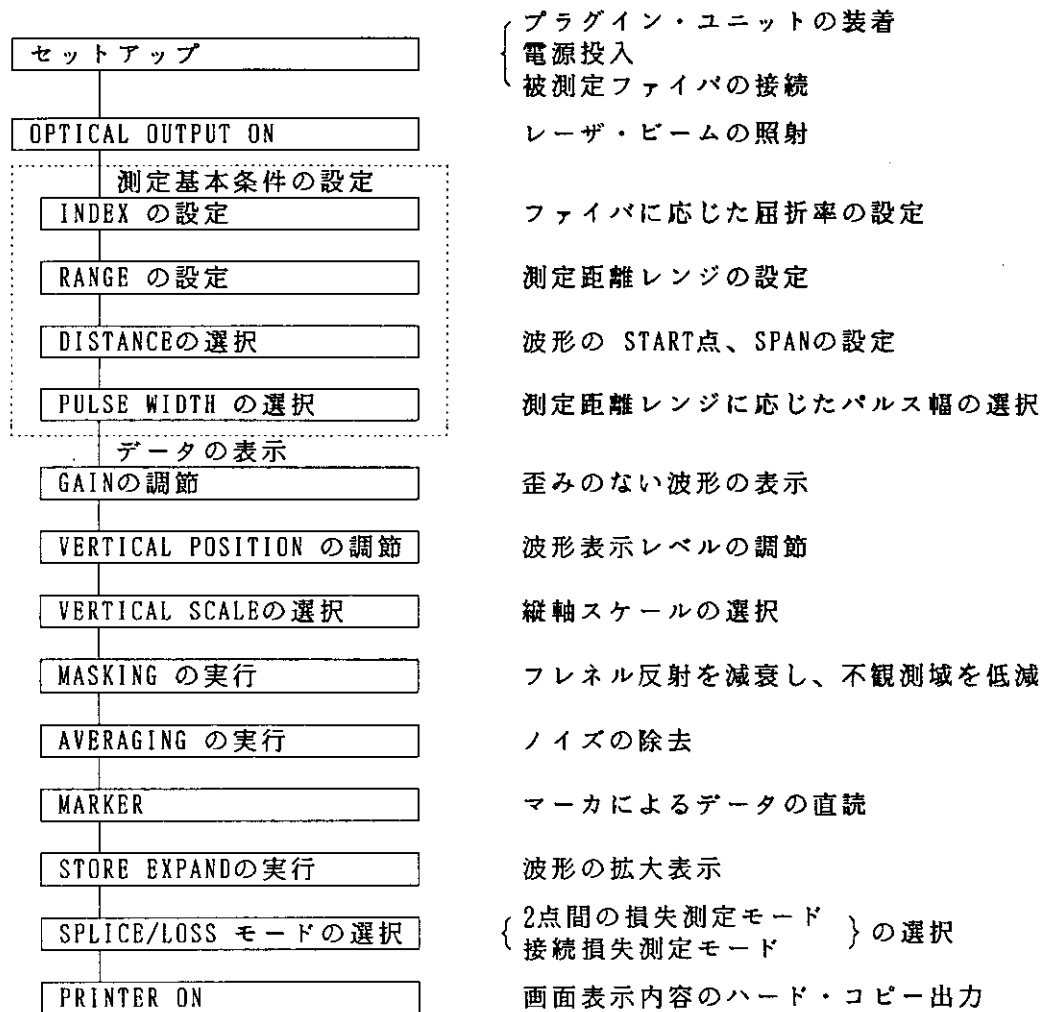 プラグイン・ユニットの装着
セットアップ 電源投入
被測定ファイバの接続
OPTICAL OUTPUT ON レーザ・ビームの照射
測定基本条件の設定
INDEX の設定 ファイバに応じた屈折率の設定
RANGE の設定 測定距離レンジの設定
DISTANCEの選択 波形の START点、SPANの設定
PULSE WIDTH の選択 測定距離レンジに応じたパルス幅の選択
データの表示
GAINの調節 歪みのない波形の表示
VERTICAL POSITION の調節 波形表示レベルの調節
VERTICAL SCALEの選択 縦軸スケールの選択
MASKING の実行 フレネル反射を減衰し、不観測域を低減
AVERAGING の実行 ノイズの除去
MARKER マーカによるデータの直読
STORE EXPANDの実行 波形の拡大表示
SPLICE/LOSS モードの選択 2点間の損失測定モード
接続損失測定モード の選択
PRINTER ON 画面表示内容のハード・コピー出力